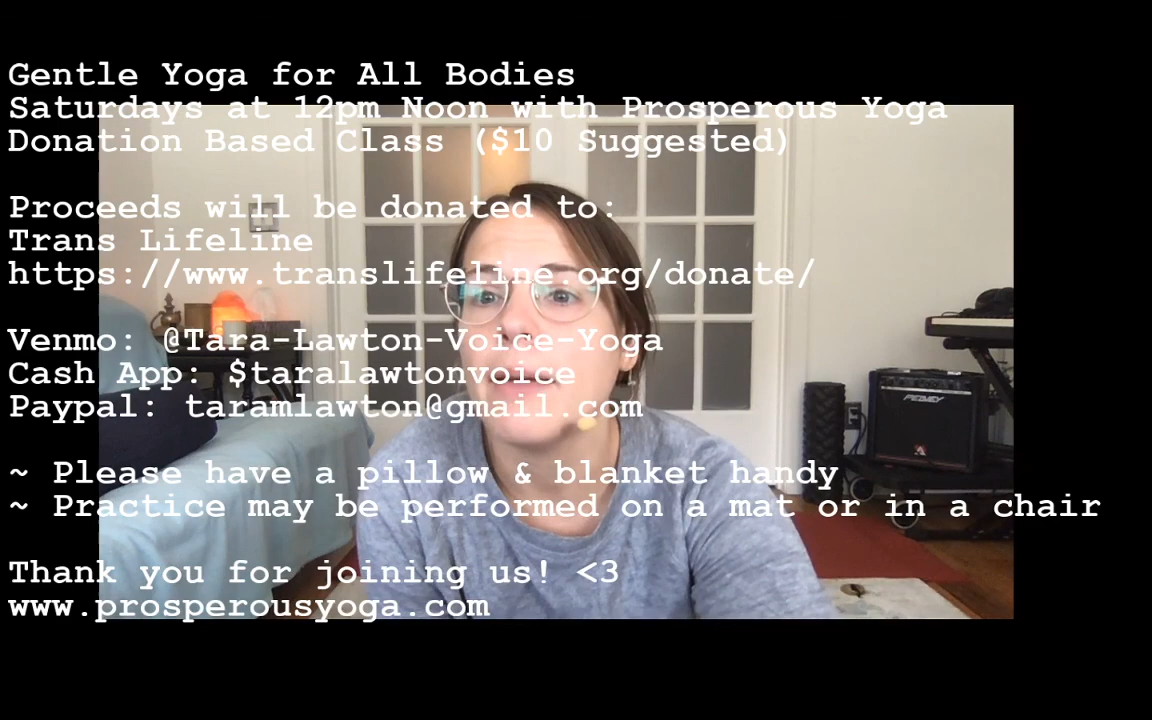 Gentle Yoga for All Bodies
Saturdays at 12pm Noon with Prosperous Yoga
Donation Based Class ($10 Suggested)
Proceeds will be donated to:
Trans Lifeline
https://www.translifeline.org/donate/
Venmo: @Tara-Lawton-Voice-Yoga
Cash App: $taralawtonvoice
Paypal: taramlawton@gmail.com
~ Please have a pillow & blanket handy
~ Practice may be performed on a mat or in a chair
Thank you for joining us! <3
www.prosperousyoga.com
PEAVEY